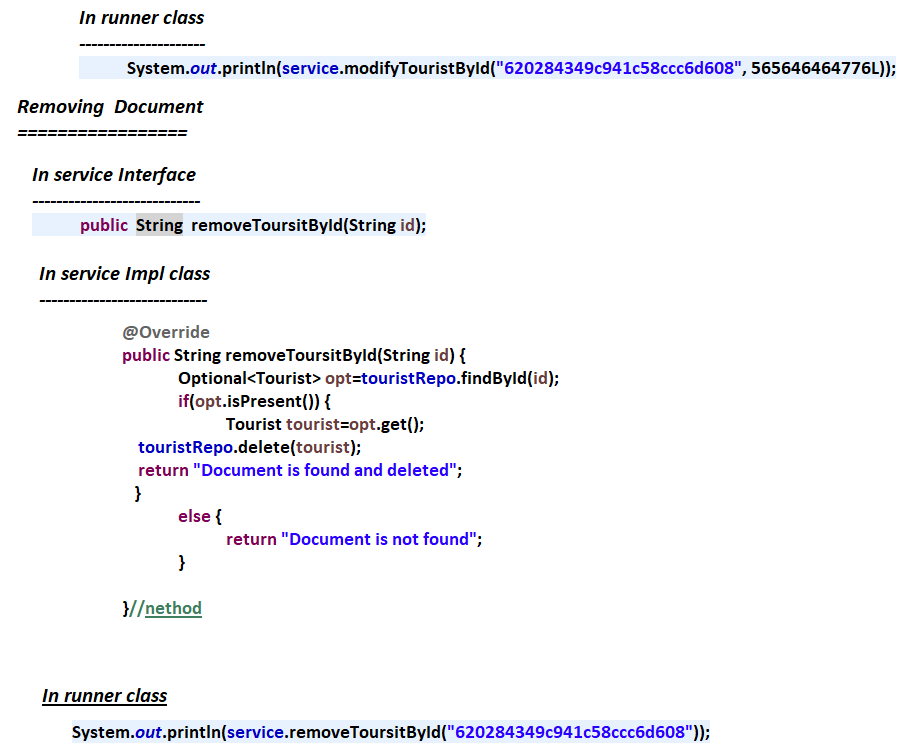 In runner class
---------------------
System.out.println(service.modifyTouristById("620284349c941c58ccc6d608", 565646464776L));
Removing  Document
=================
In service Interface
----------------------------
public  String  removeToursitById(String id);
In service Impl class
----------------------------
@Override
public String removeToursitById(String id) {
Optional<Tourist> opt=touristRepo.findById(id);
if(opt.isPresent()) {
Tourist tourist=opt.get();
touristRepo.delete(tourist);
return "Document is found and deleted";
}
else {
return "Document is not found";
}
}//nethod
In runner class
System.out.println(service.removeToursitById("620284349c941c58ccc6d608"));